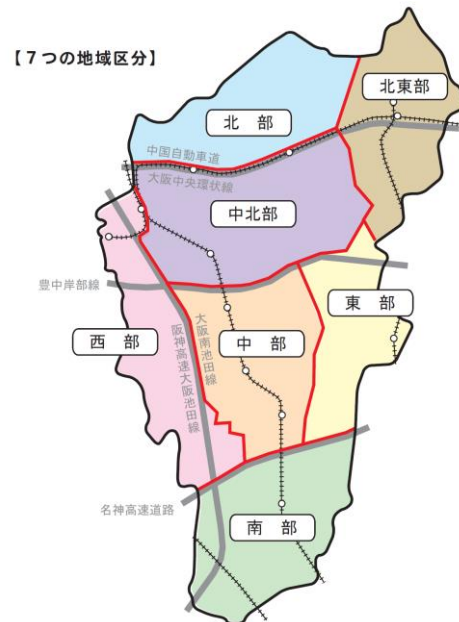 【７つの地域区分】
北東部
北 部
中国自動車道
大阪中央環状線
中北部
豊中岸部線
東 部
西 部
中 部
大阪南池田線
阪神高速大阪池田線
名神高速道路
南 部